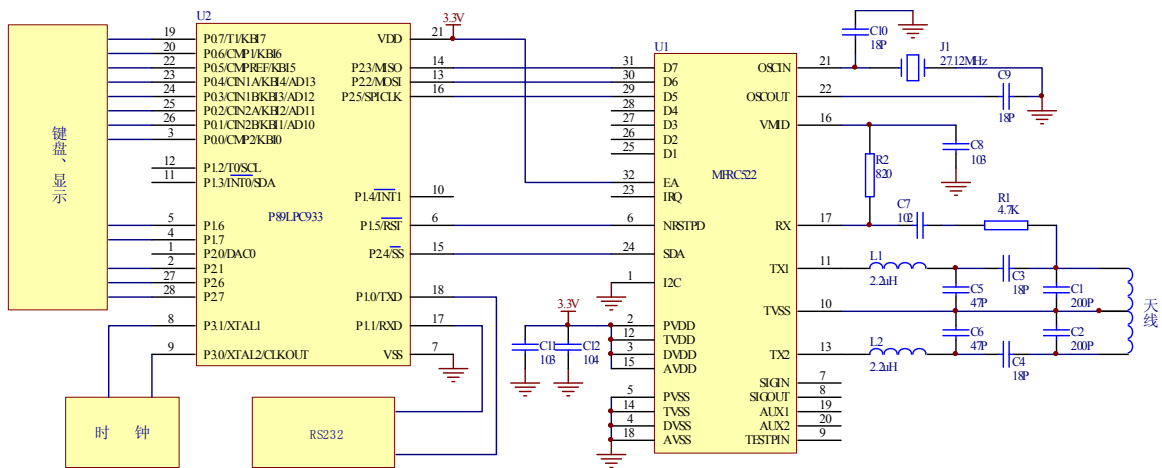 U2
19 P0.7/T1/KBI7
20 P0.6/CMP1/KBI6
22 P0.5/CMPREF/KBI5
23 P0.4/CIN1A/KBI4/AD13
24 P0.3/CIN1B/KBI3/AD12
25 P0.2/CIN2A/KBI2/AD11
26 P0.1/CIN2B/KBI1/AD10
3 P0.0/CMP2/KBI0
12 P1.2/T0/SCL
11 P1.3/INT0/SDA
P89LPC933
5 P1.6
4 P1.7
1 P2.0/DAC0
2 P2.1
27 P2.6
28 P2.7
8 P3.1/XTAL1
9 P3.0/XTAL2/CLKOUT
VDD 21
P2.3/MISO 14
P2.2/MOSI 13
P2.5/SPICLK 16
P1.4/INT1 10
P1.5/RST 6
P2.4/SS 15
P1.0/TXD 18
P1.1/RXD 17
VSS 7
键盘、显示
时 钟
RS232
3.3V
3.3V
C11
103
C12
104
U1
MFRC522
31 D7
30 D6
29 D5
28 D4
27 D3
26 D2
25 D1
32 EA
23 IRQ
6 NRSTPD
24 SDA
1 I2C
2 PVDD
12 TVDD
3 DVDD
15 AVDD
5 PVSS
14 TVSS
4 DVSS
18 AVSS
OSCIN 21
OSCOUT 22
VMID 16
RX 17
TX1 11
TVSS 10
TX2 13
SIGIN 7
SIGOUT 8
AUX1 19
AUX2 20
TESTPIN 9
C10
18P
J1
27.12MHz
C9
18P
C8
103
R2
820
C7
102
R1
4.7K
L1
2.2uH
C3
18P
C5
47P
C1
200P
C6
47P
C2
200P
L2
2.2uH
C4
18P
天线